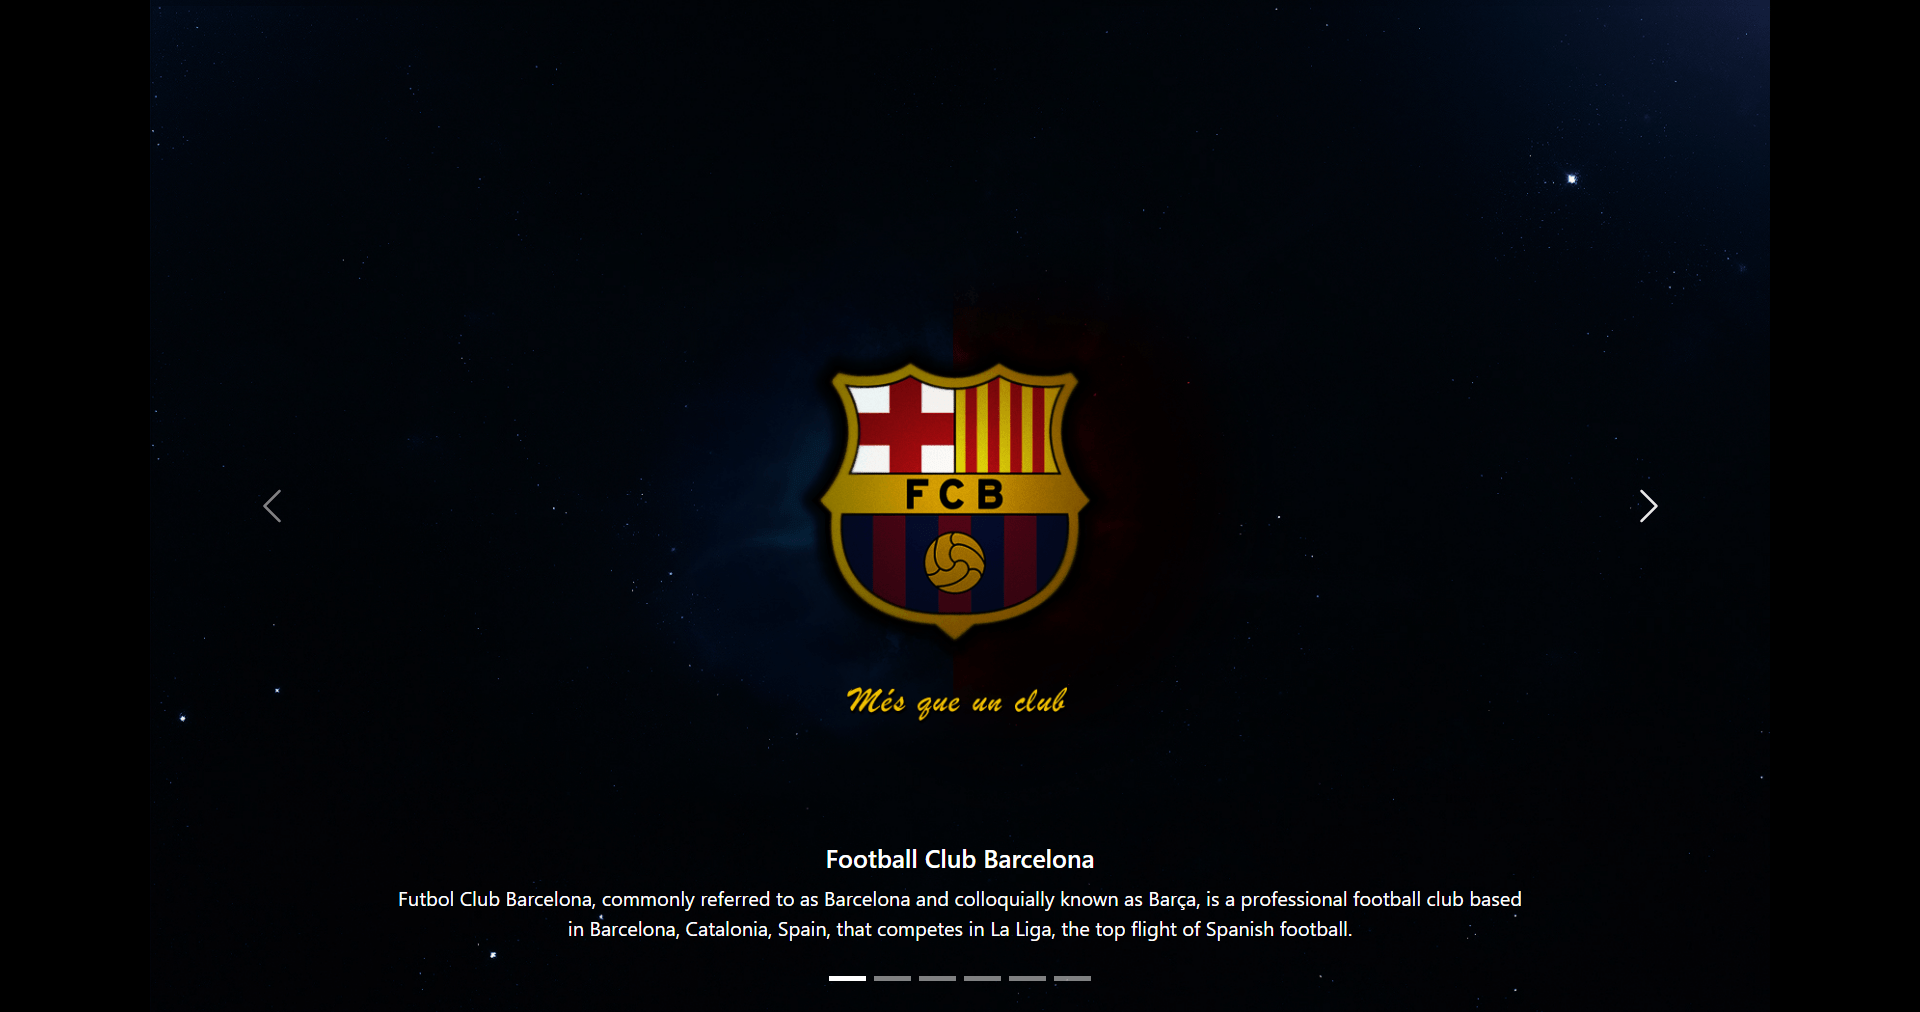 FCB
Més que un club
Football Club Barcelona
Futbol Club Barcelona, commonly referred to as Barcelona and colloquially known as Barça, is a professional football club based
in Barcelona, Catalonia, Spain, that competes in La Liga, the top flight of Spanish football.